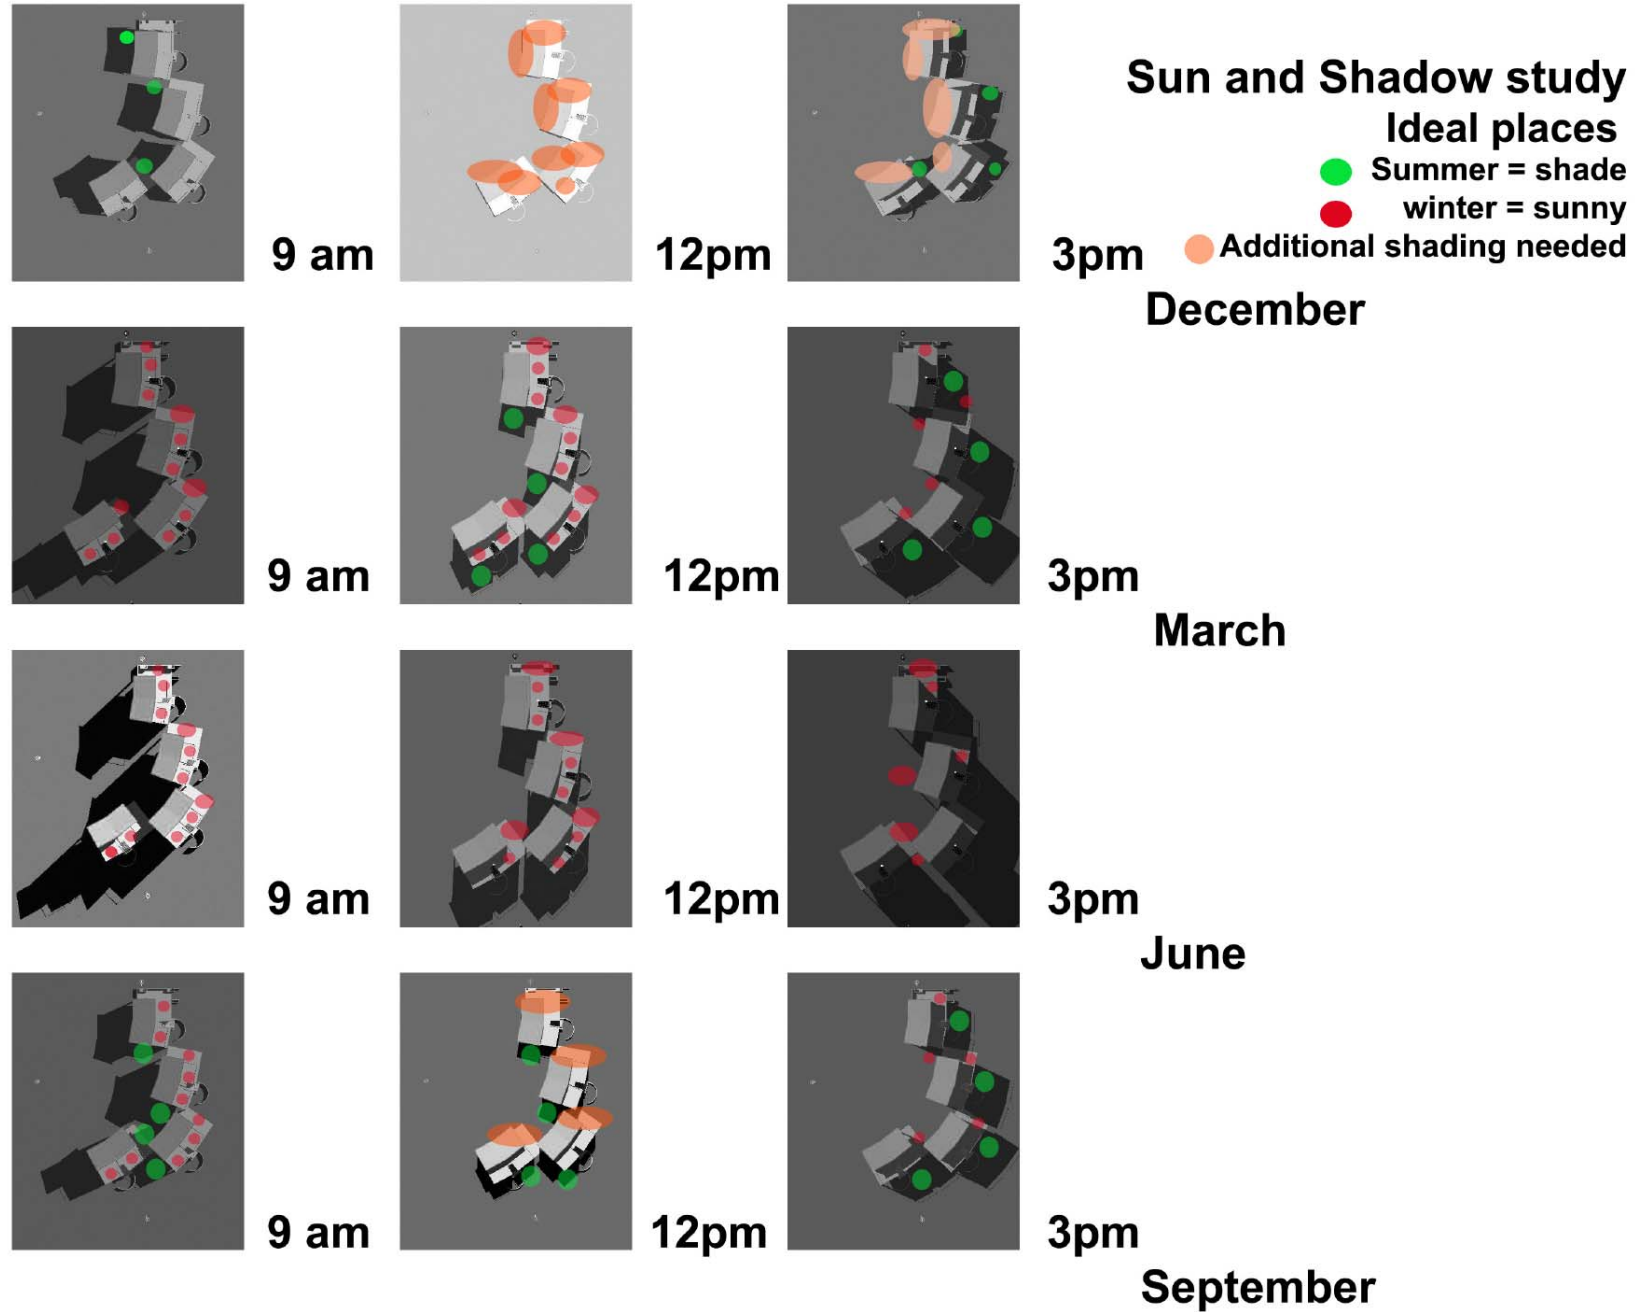 Sun and Shadow study
Ideal places
Summer = shade
winter = sunny
Additional shading needed
9 am
12pm
3pm
December
9 am
12pm
3pm
March
9 am
12pm
3pm
June
9 am
12pm
3pm
September